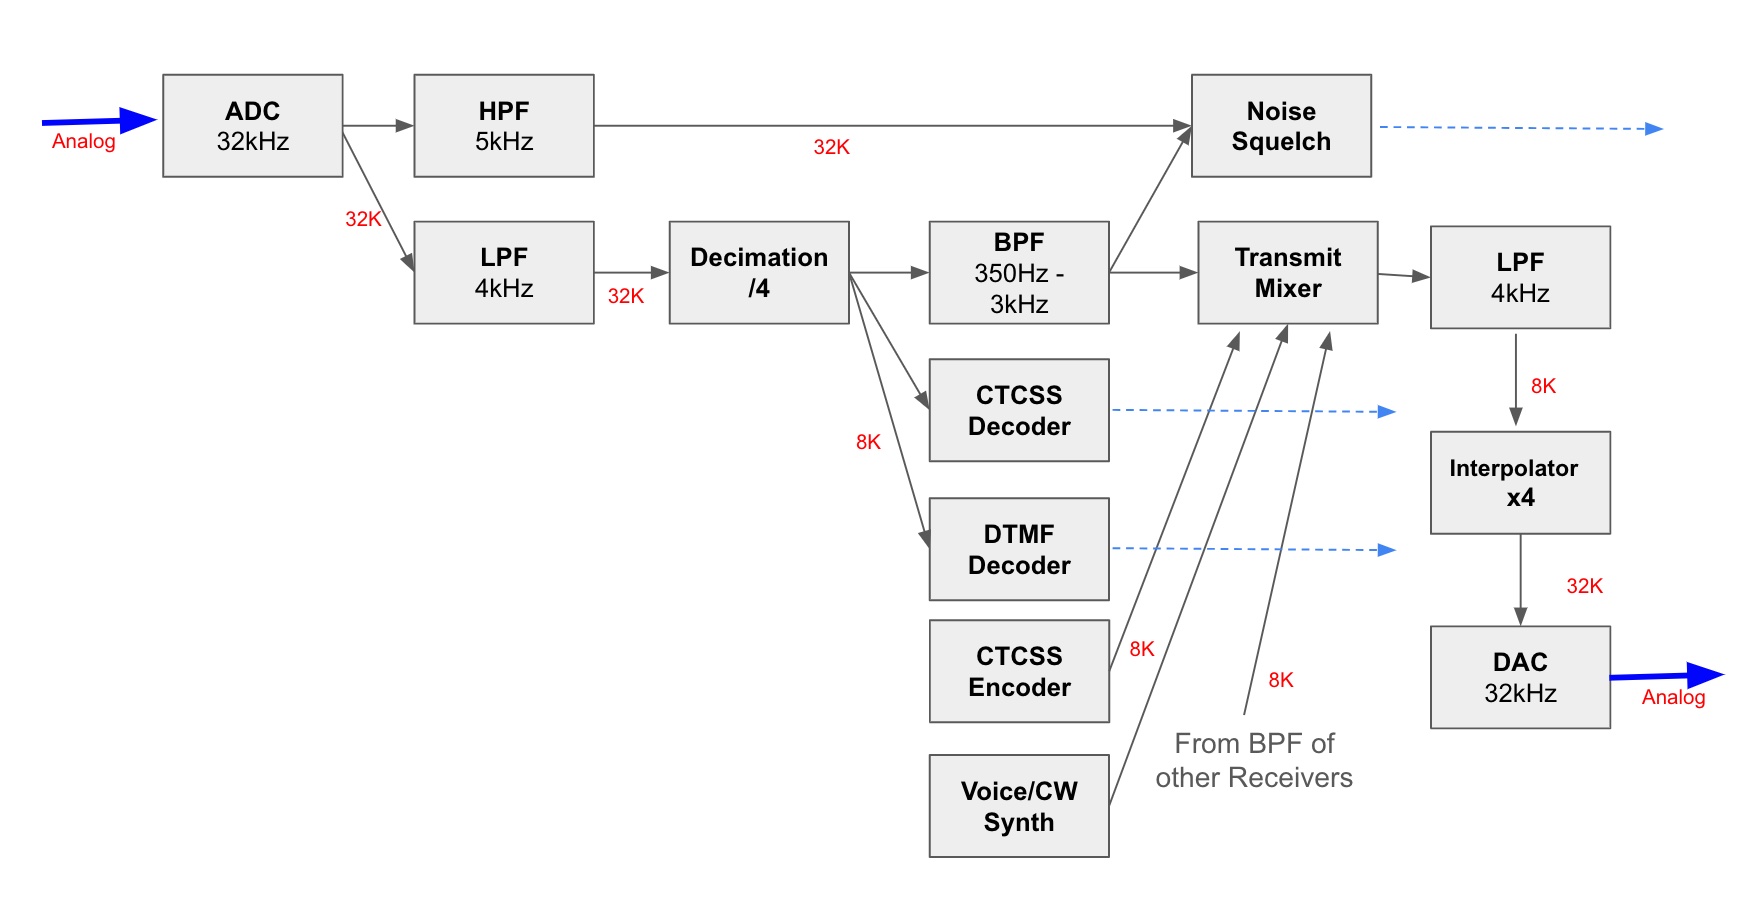 Analog
ADC
32kHz
HPF
5kHz
32K
Noise
Squelch
32K
LPF
4kHz
32K
Decimation
/4
BPF
350Hz -
3kHz
Transmit
Mixer
LPF
4kHz
8K
CTCSS
Decoder
8K
DTMF
Decoder
Interpolator
x4
32K
CTCSS
Encoder
8K
8K
DAC
32kHz
Analog
From BPF of
other Receivers
Voice/CW
Synth